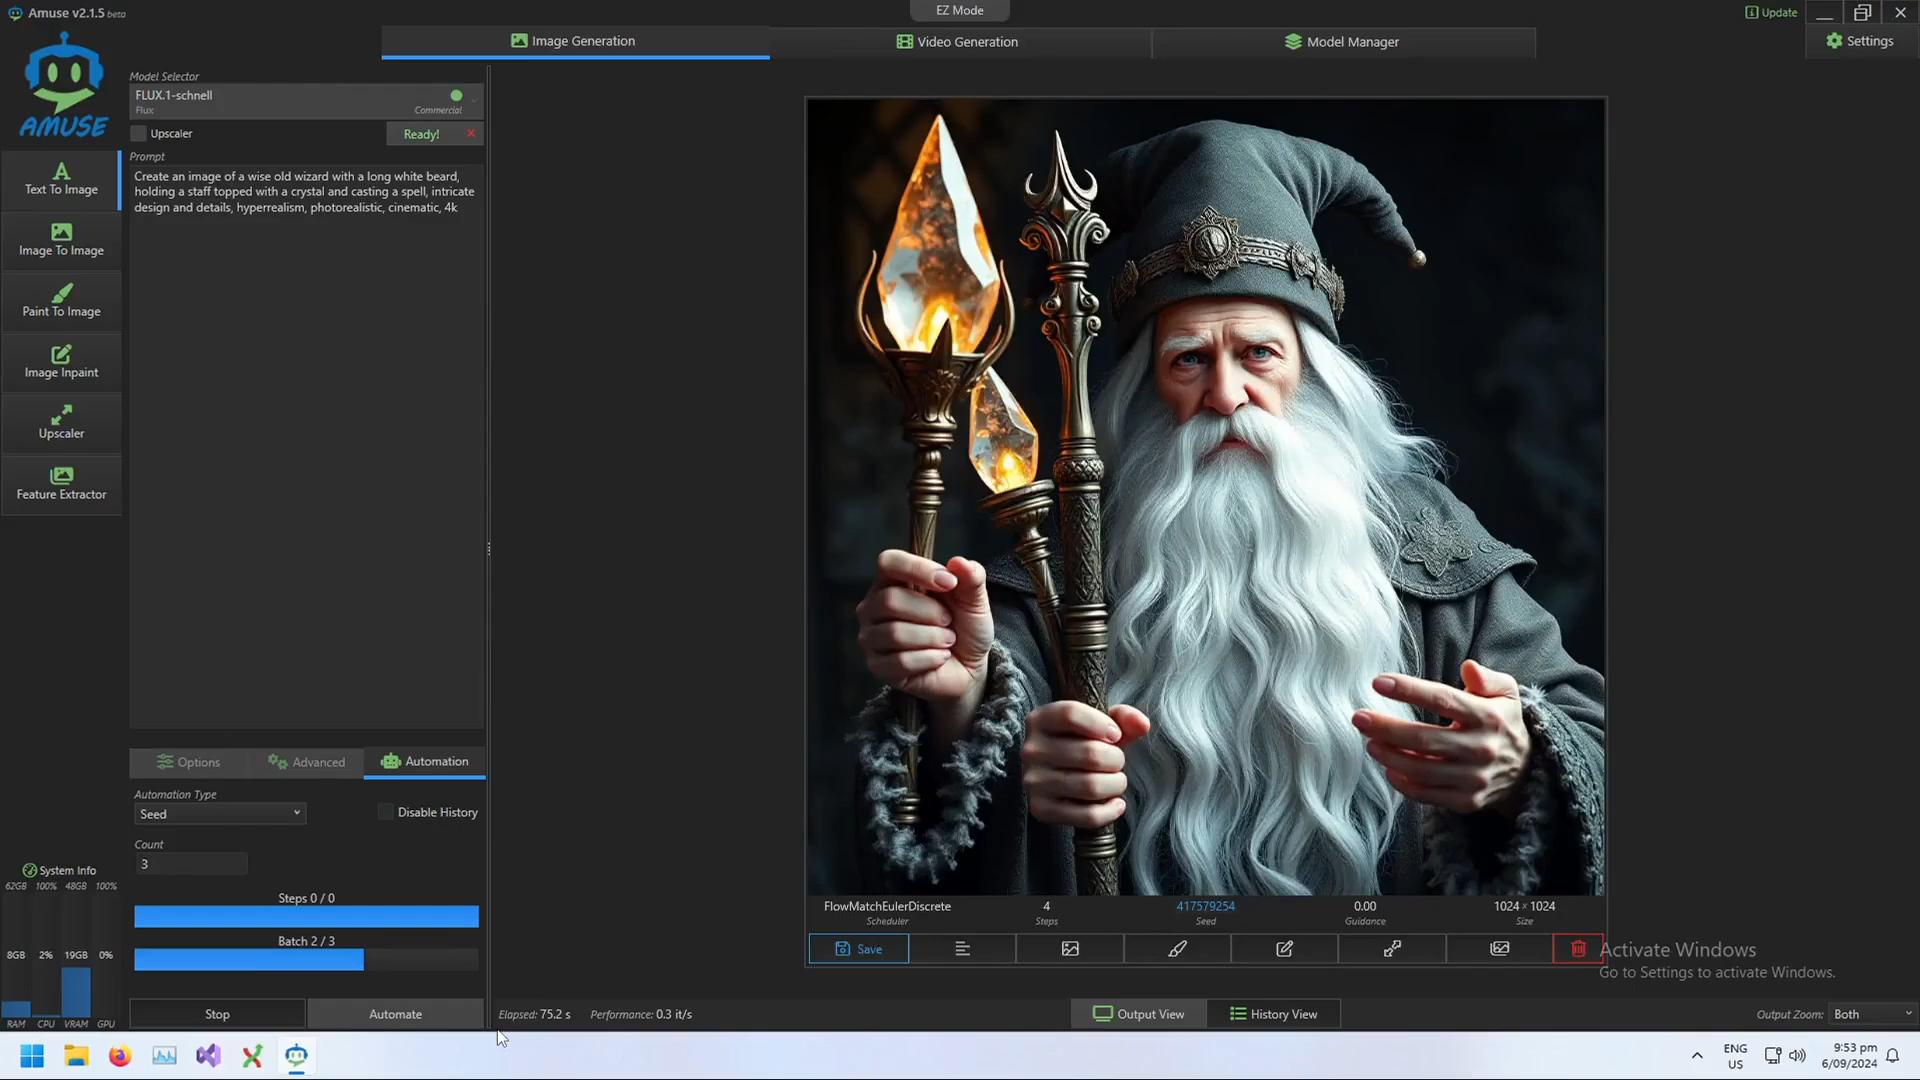 Amuse v2.1.5 beta
EZ Mode
Update
Image Generation
Video Generation
Model Manager
Settings
AMUSE
Model Selector
FLUX.1-schnell
Flux
Commercial
Upscaler
Ready!
Prompt
Create an image of a wise old wizard with a long white beard,
holding a staff topped with a crystal and casting a spell, intricate
design and details, hyperrealism, photorealistic, cinematic, 4k
Text To Image
Image To Image
Paint To Image
Image Inpaint
Upscaler
Feature Extractor
Options
Advanced
Automation
Automation Type
Seed
Disable History
Count
3
Steps 0 / 0
Batch 2 / 3
System Info
62GB 100% 48GB 100%
8GB 2% 19GB 0%
RAM CPU VRAM GPU
Stop
Automate
FlowMatchEulerDiscrete
Scheduler
4
Steps
417579254
Seed
0.00
Guidance
1024 × 1024
Size
Save
Activate Windows
Go to Settings to activate Windows.
Elapsed: 75.2 s
Performance: 0.3 it/s
Output View
History View
Output Zoom: Both
ENG
US
9:53 pm
6/09/2024